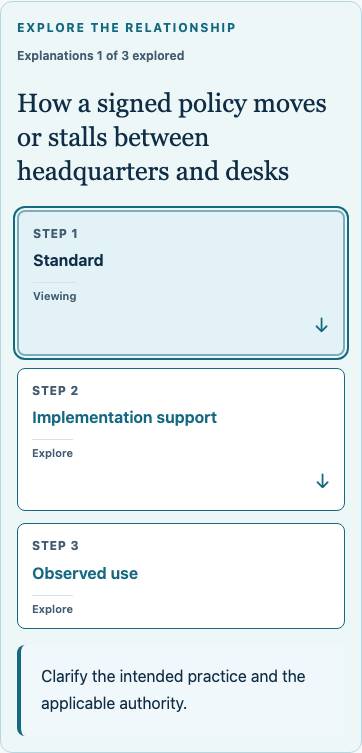 EXPLORE THE RELATIONSHIP
Explanations 1 of 3 explored
How a signed policy moves
or stalls between
headquarters and desks
STEP 1
Standard
Viewing
↓
STEP 2
Implementation support
Explore
↓
STEP 3
Observed use
Explore
Clarify the intended practice and the
applicable authority.